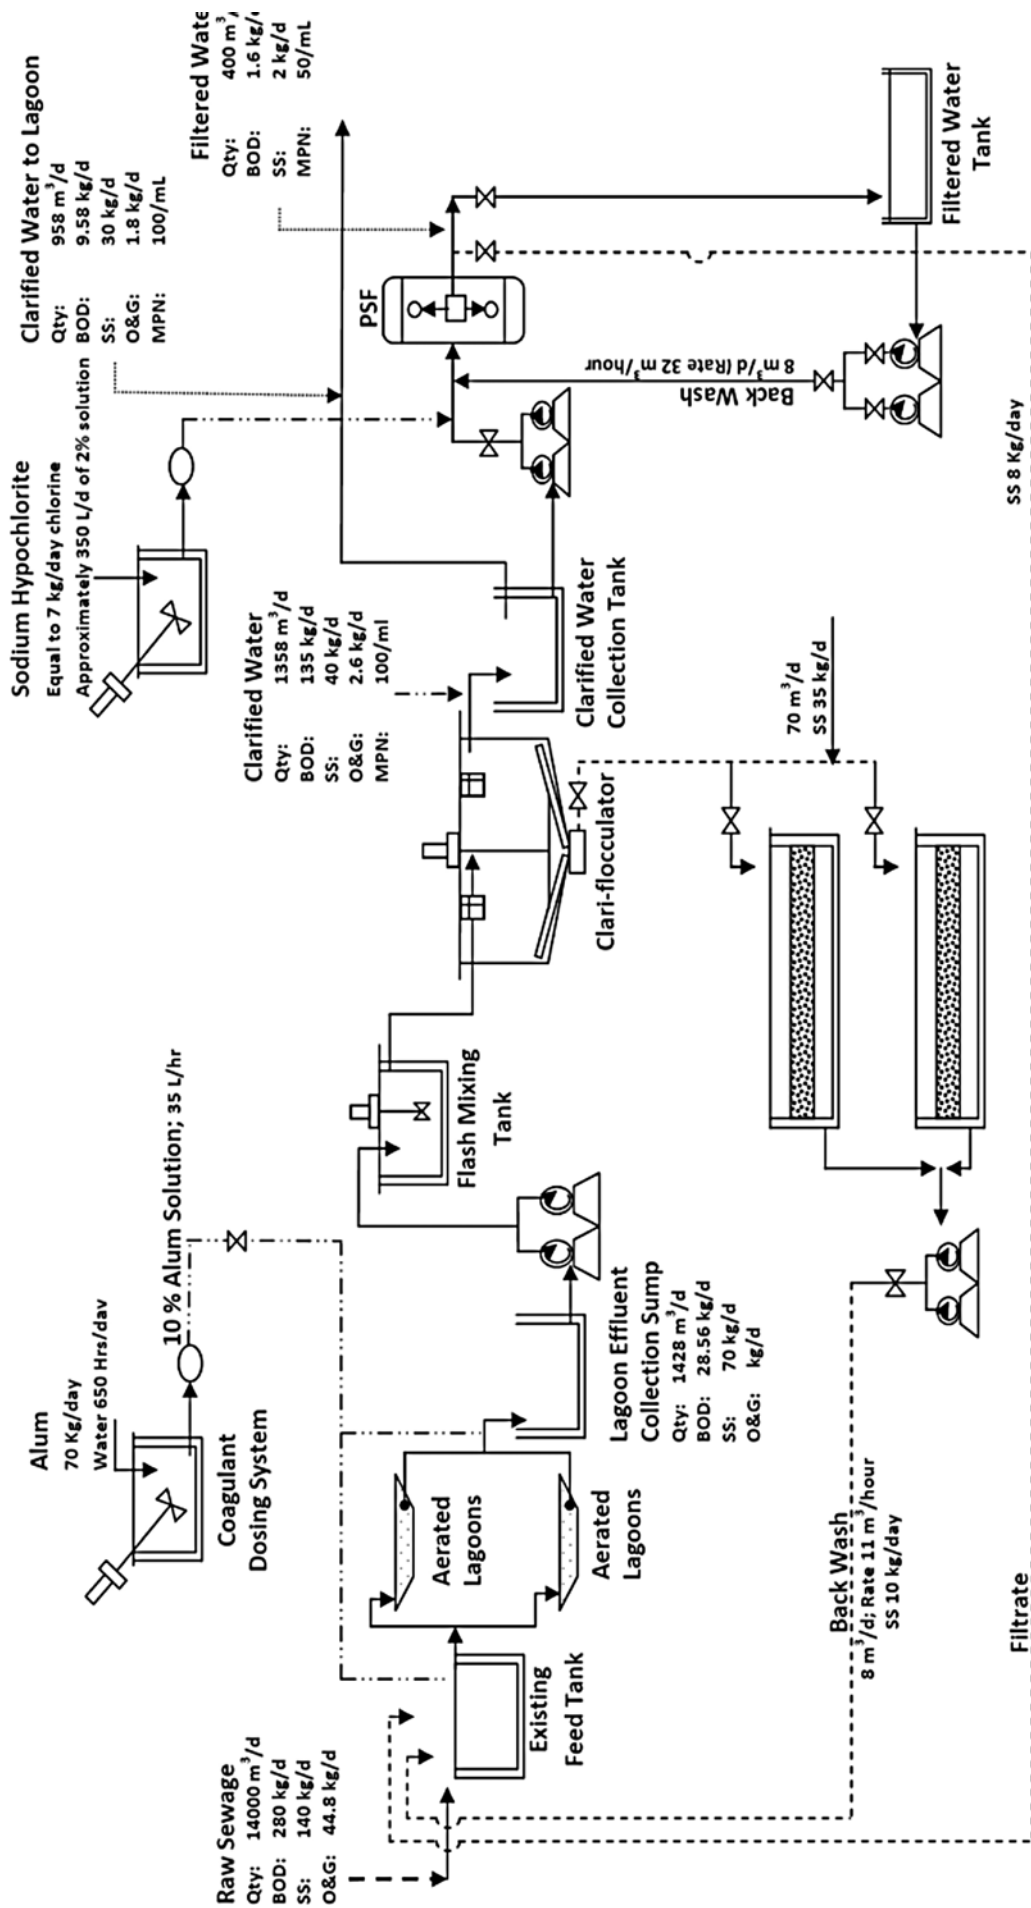 Raw Sewage
Qty: 14000 m³/d
BOD: 280 kg/d
SS: 140 kg/d
O&G: 44.8 kg/d
Existing
Feed Tank
Alum
70 Kg/day
Water 650 Hrs/day
Coagulant
Dosing System
10 % Alum Solution; 35 L/hr
Aerated
Lagoons
Aerated
Lagoons
Lagoon Effluent
Collection Sump
Qty: 1428 m³/d
BOD: 28.56 kg/d
SS: 70 kg/d
O&G: kg/d
Flash Mixing
Tank
Clari-flocculator
Clarified Water
Qty: 1358 m³/d
BOD: 135 kg/d
SS: 40 kg/d
O&G: 2.6 kg/d
MPN: 100/ml
Clarified Water
Collection Tank
Sodium Hypochlorite
Equal to 7 kg/day chlorine
Approximately 350 L/d of 2% solution
Clarified Water to Lagoon
Qty: 958 m³/d
BOD: 9.58 kg/d
SS: 30 kg/d
O&G: 1.8 kg/d
MPN: 100/mL
PSF
Filtered Wate
Qty: 400 m³/
BOD: 1.6 kg/d
SS: 2 kg/d
MPN: 50/mL
Back Wash
8 m³/d (Rate 32 m³/hour
Filtered Water
Tank
SS 8 Kg/day
70 m³/d
SS 35 kg/d
Back Wash
8 m³/d; Rate 11 m³/hour
SS 10 kg/day
Filtrate